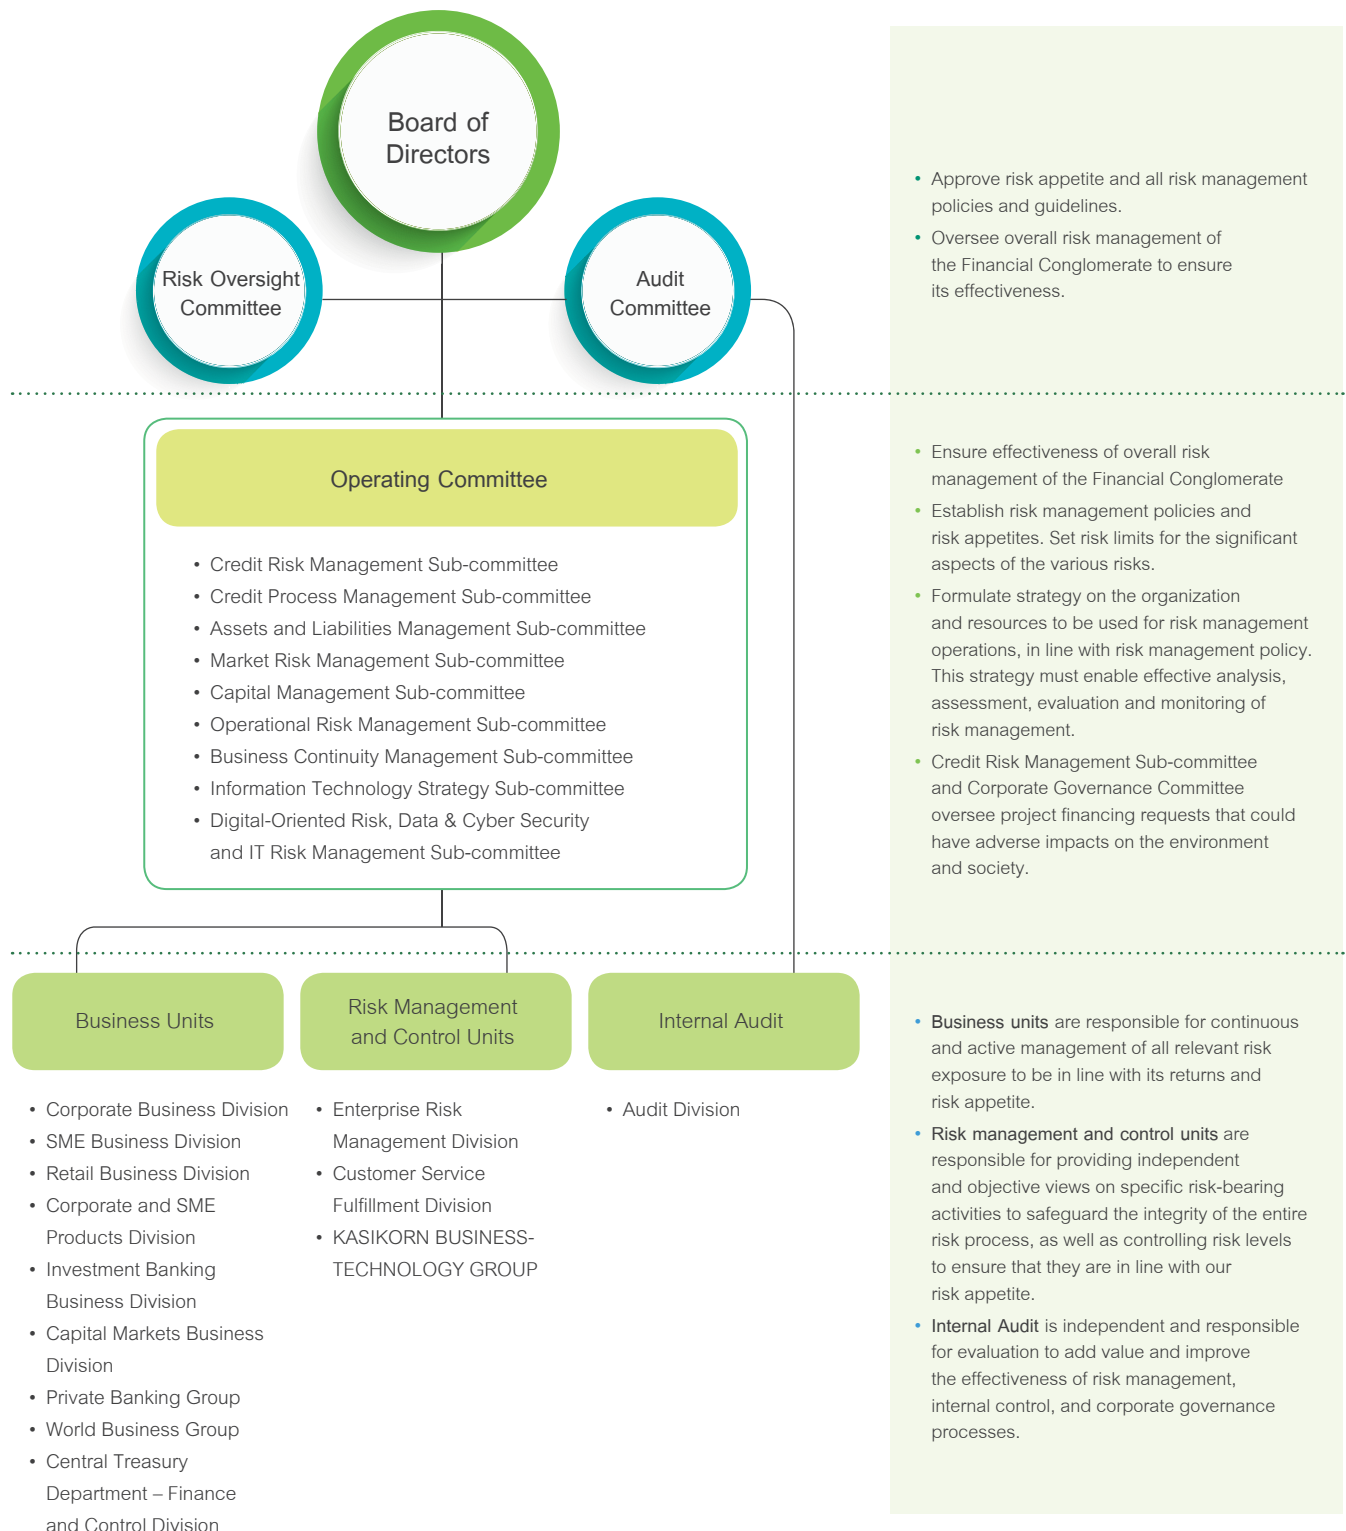 Board of
Directors
Risk Oversight
Committee
Audit
Committee
• Approve risk appetite and all risk management
policies and guidelines.
• Oversee overall risk management of
the Financial Conglomerate to ensure
its effectiveness.
Operating Committee
• Credit Risk Management Sub-committee
• Credit Process Management Sub-committee
• Assets and Liabilities Management Sub-committee
• Market Risk Management Sub-committee
• Capital Management Sub-committee
• Operational Risk Management Sub-committee
• Business Continuity Management Sub-committee
• Information Technology Strategy Sub-committee
• Digital-Oriented Risk, Data & Cyber Security
and IT Risk Management Sub-committee
• Ensure effectiveness of overall risk
management of the Financial Conglomerate
• Establish risk management policies and
risk appetites. Set risk limits for the significant
aspects of the various risks.
• Formulate strategy on the organization
and resources to be used for risk management
operations, in line with risk management policy.
This strategy must enable effective analysis,
assessment, evaluation and monitoring of
risk management.
• Credit Risk Management Sub-committee
and Corporate Governance Committee
oversee project financing requests that could
have adverse impacts on the environment
and society.
Business Units
• Corporate Business Division
• SME Business Division
• Retail Business Division
• Corporate and SME
Products Division
• Investment Banking
Business Division
• Capital Markets Business
Division
• Private Banking Group
• World Business Group
• Central Treasury
Department – Finance
and Control Division
Risk Management
and Control Units
• Enterprise Risk
Management Division
• Customer Service
Fulfillment Division
• KASIKORN BUSINESS-
TECHNOLOGY GROUP
Internal Audit
• Audit Division
• Business units are responsible for continuous
and active management of all relevant risk
exposure to be in line with its returns and
risk appetite.
• Risk management and control units are
responsible for providing independent
and objective views on specific risk-bearing
activities to safeguard the integrity of the entire
risk process, as well as controlling risk levels
to ensure that they are in line with our
risk appetite.
• Internal Audit is independent and responsible
for evaluation to add value and improve
the effectiveness of risk management,
internal control, and corporate governance
processes.